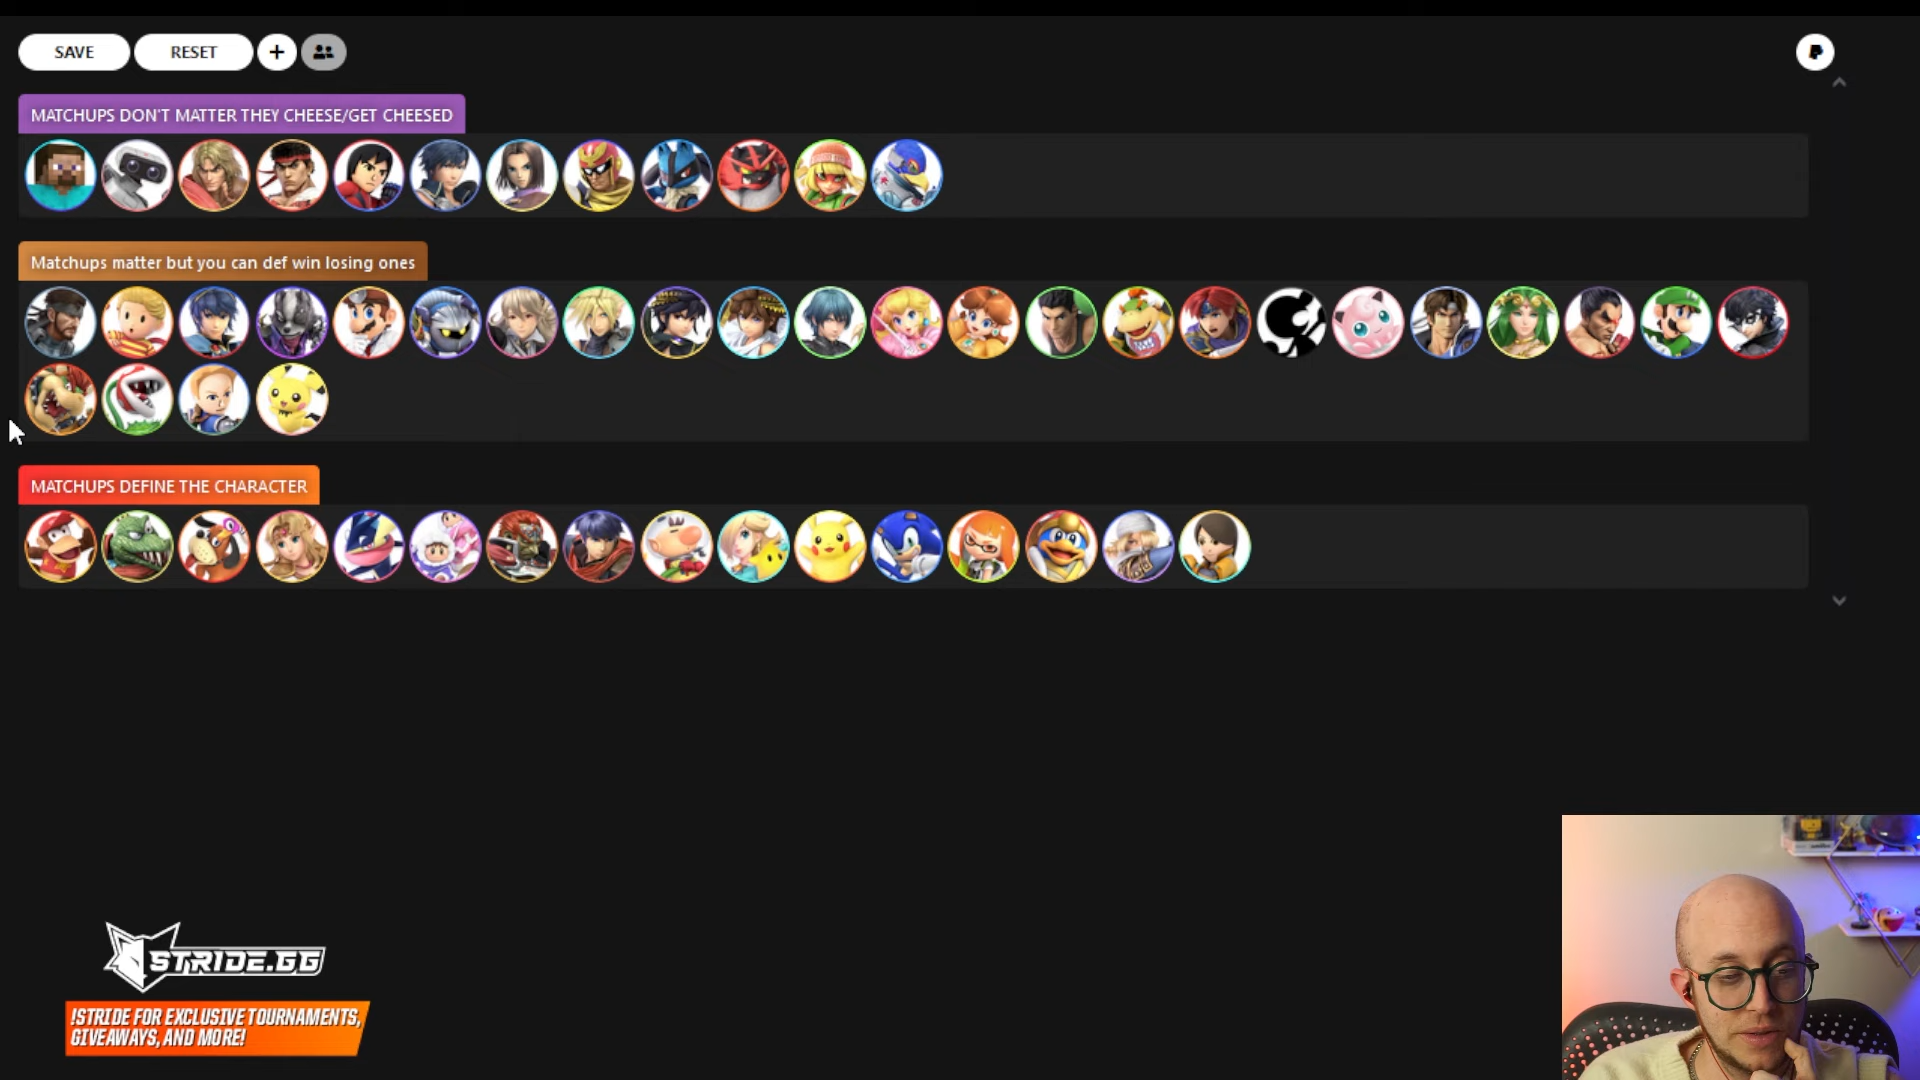 SAVE
RESET
+
MATCHUPS DON'T MATTER THEY CHEESE/GET CHEESED
Matchups matter but you can def win losing ones
MATCHUPS DEFINE THE CHARACTER
STRIDE.GG
!STRIDE FOR EXCLUSIVE TOURNAMENTS,
GIVEAWAYS, AND MORE!